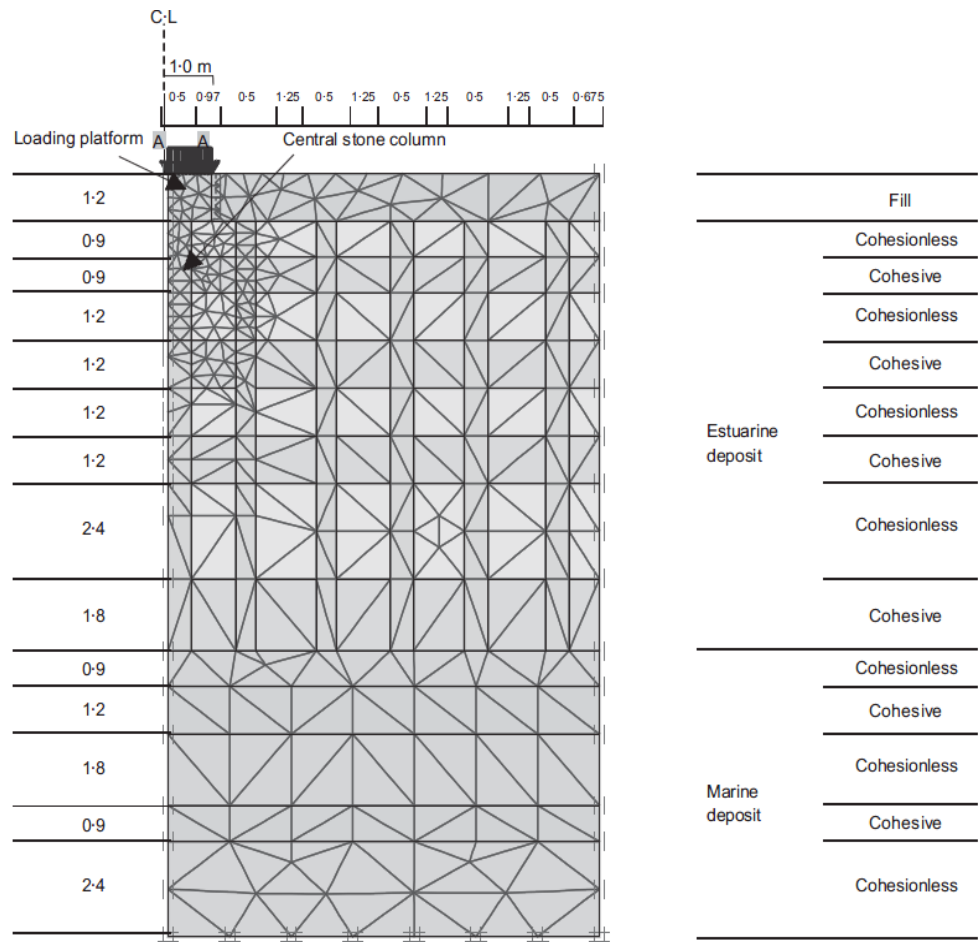 C·L
1·0 m
0·5 0·97 0·5 1·25 0·5 1·25 0·5 1·25 0·5 1·25 0·5 0·675
Loading platform A A Central stone column
1·2 Fill
0·9 Cohesionless
0·9 Cohesive
1·2 Cohesionless
1·2 Cohesive
1·2 Cohesionless
Estuarine
deposit
1·2 Cohesive
2·4 Cohesionless
1·8 Cohesive
0·9 Cohesionless
1·2 Cohesive
1·8 Cohesionless
Marine
deposit
0·9 Cohesive
2·4 Cohesionless